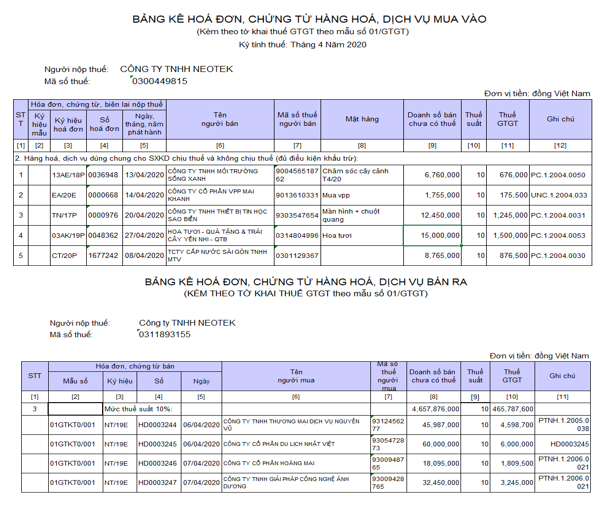 BẢNG KÊ HOÁ ĐƠN, CHỨNG TỪ HÀNG HOÁ, DỊCH VỤ MUA VÀO
(Kèm theo tờ khai thuế GTGT theo mẫu số 01/GTGT)
Kỳ tính thuế: Tháng 4 Năm 2020
Người nộp thuế: CÔNG TY TNHH NEOTEK
Mã số thuế: 0300449815
Đơn vị tiền: đồng Việt Nam
STT Hóa đơn, chứng từ, biên lai nộp thuế Tên người bán Mã số thuế người bán Mặt hàng Doanh số bán chưa có thuế Thuế suất Thuế GTGT Ghi chú
Ký hiệu mẫu Ký hiệu hoá đơn Số hoá đơn Ngày, tháng, năm phát hành
[1] [2] [3] [4] [5] [6] [7] [8] [9] [10] [11] [12]
2. Hàng hoá, dịch vụ dùng chung cho SXKD chịu thuế và không chịu thuế (đủ điều kiện khấu trừ):
1 13AE/18P 0036948 13/04/2020 CÔNG TY TNHH MÔI TRƯỜNG SỐNG XANH 9004565187 62 Chăm sóc cây cảnh T4/20 6,760,000 10 676,000 PC.1.2004.0031
2 EA/20E 0000668 14/04/2020 CÔNG TY CỔ PHẦN VPP MAI KHANH 9013610331 Mua vpp 1,755,000 10 175,500 UNC.1.2004.033
3 TN/17P 0000976 20/04/2020 CÔNG TY TNHH THIẾT BỊ TIN HỌC SAO BIỂN 9303547654 Màn hình + chuột quang 12,450,000 10 1,245,000 PC.1.2004.0031
4 03AK/19P 0048362 27/04/2020 HOA TƯƠI - QUÀ TẶNG & TRÁI CÂY YẾN NHI - QTB 0314804996 Hoa tươi 15,000,000 10 1,500,000 PC.1.2004.0053
5 CT/20P 1677242 08/04/2020 TCTY CẤP NƯỚC SÀI GÒN TNHH MTV 0301129367 8,765,000 10 876,500 PC.1.2004.0030
BẢNG KÊ HOÁ ĐƠN, CHỨNG TỪ HÀNG HOÁ, DỊCH VỤ BÁN RA
(KÈM THEO TỜ KHAI THUẾ GTGT theo mẫu số 01/GTGT)
Người nộp thuế: Công ty TNHH NEOTEK
Mã số thuế: 0311893155
Đơn vị tiền: đồng Việt Nam
STT Hóa đơn, chứng từ bán Tên người mua Mã số thuế người mua Doanh số bán chưa có thuế Thuế suất Thuế GTGT Ghi chú
Mẫu số Ký hiệu Số Ngày
[1] [2] [3] [4] [5] [6] [7] [8] [9] [10] [11]
3 Mức thuế suất 10%: 4,657,876,000 10 465,787,600
01GTKT0/001 NT/19E HD0003244 06/04/2020 CÔNG TY TNHH THƯƠNG MẠI DỊCH VỤ NGUYÊN VŨ 93124562 77 45,987,000 10 4,598,700 PTNH.1.2005.0 038
01GTKT0/001 NT/19E HD0003245 06/04/2020 CÔNG TY CỔ PHẦN DU LỊCH NHẤT VIỆT 93054728 73 60,000,000 10 6,000,000 HD0003245
01GTKT0/001 NT/19E HD0003246 07/04/2020 CÔNG TY CỔ PHẦN HOÀNG MAI 93009487 65 18,095,000 10 1,809,500 PTNH.1.2006.0 021
01GTKT0/001 NT/19E HD0003247 07/04/2020 CÔNG TY TNHH GIẢI PHÁP CÔNG NGHỆ ÁNH DƯƠNG 93009428 765 32,450,000 10 3,245,000 PTNH.1.2006.0 021